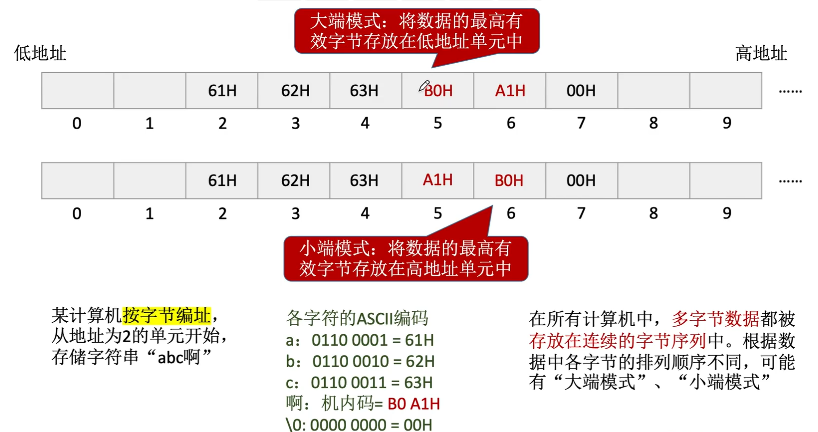 大端模式：将数据的最高有
效字节存放在低地址单元中
低地址
高地址
61H 62H 63H B0H A1H 00H ……
0 1 2 3 4 5 6 7 8 9
61H 62H 63H A1H B0H 00H ……
0 1 2 3 4 5 6 7 8 9
小端模式：将数据的最高有
效字节存放在高地址单元中
某计算机按字节编址，
从地址为2的单元开始，
存储字符串“abc啊”
各字符的ASCII编码
a：0110 0001 = 61H
b：0110 0010 = 62H
c：0110 0011 = 63H
啊：机内码= B0 A1H
\0: 0000 0000 = 00H
在所有计算机中，多字节数据都被
存放在连续的字节序列中。根据数
据中各字节的排列顺序不同，可能
有“大端模式”、“小端模式”